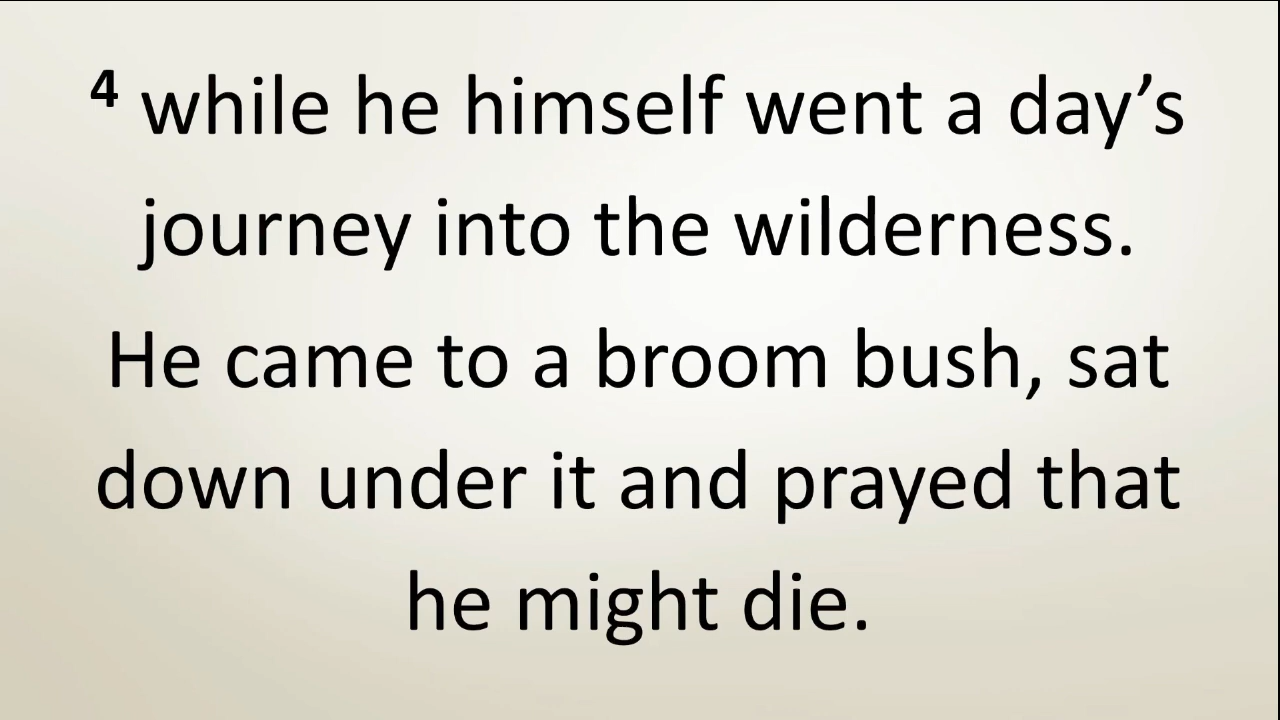 4 while he himself went a day’s
journey into the wilderness.
He came to a broom bush, sat
down under it and prayed that
he might die.